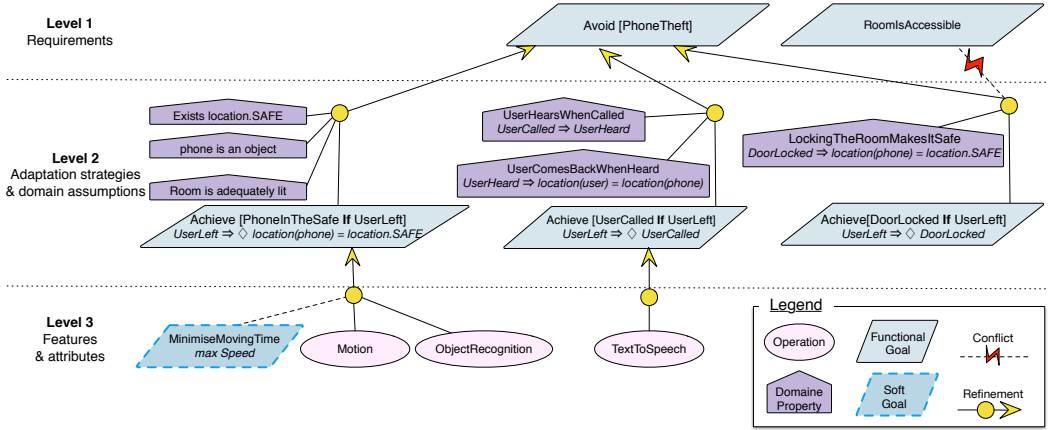 Level 1
Requirements
Avoid [PhoneTheft]
RoomIsAccessible
Level 2
Adaptation strategies
& domain assumptions
Exists location.SAFE
phone is an object
Room is adequately lit
UserHearsWhenCalled
UserCalled ⇒ UserHeard
UserComesBackWhenHeard
UserHeard ⇒ location(user) = location(phone)
LockingTheRoomMakesItSafe
DoorLocked ⇒ location(phone) = location.SAFE
Achieve [PhoneInTheSafe If UserLeft]
UserLeft ⇒ ◊ location(phone) = location.SAFE
Achieve [UserCalled If UserLeft]
UserLeft ⇒ ◊ UserCalled
Achieve[DoorLocked If UserLeft]
UserLeft ⇒ ◊ DoorLocked
Level 3
Features
& attributes
MinimiseMovingTime
max Speed
Motion
ObjectRecognition
TextToSpeech
Legend
Operation
Functional
Goal
Conflict
Domaine
Property
Soft
Goal
Refinement